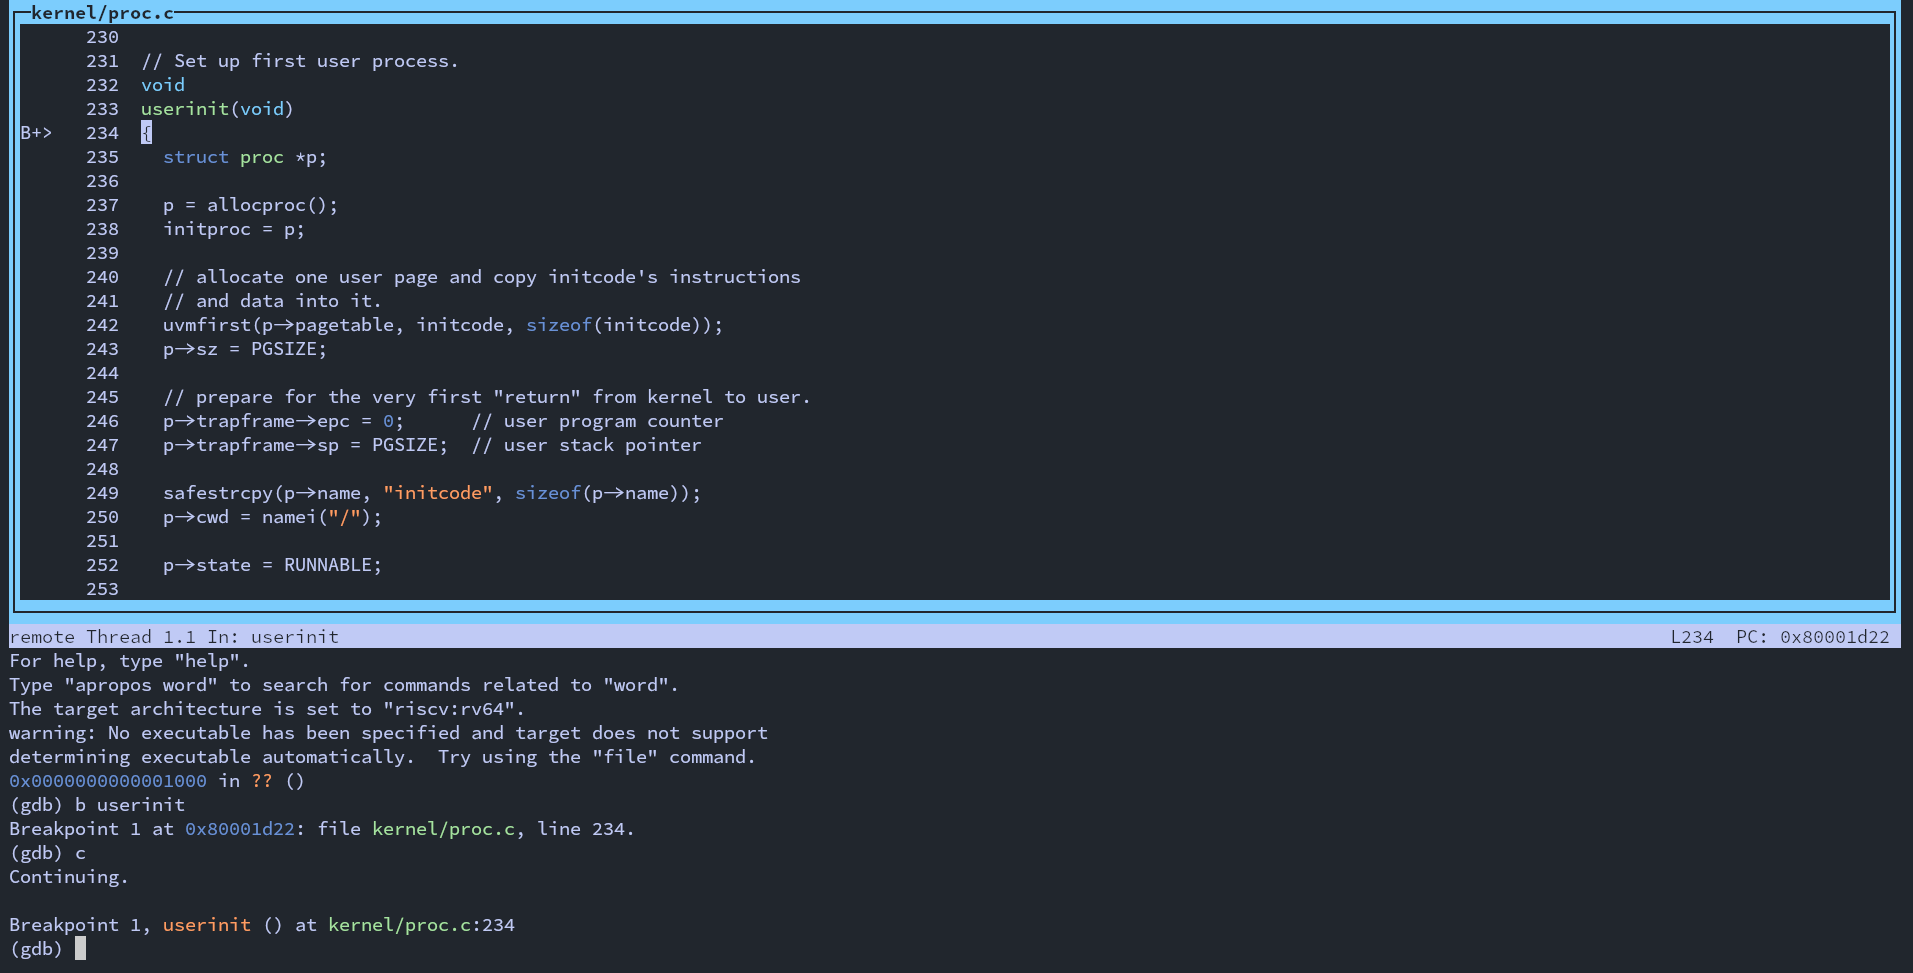 kernel/proc.c
230
231  // Set up first user process.
232  void
233  userinit(void)
B+>   234  {
235    struct proc *p;
236
237    p = allocproc();
238    initproc = p;
239
240    // allocate one user page and copy initcode's instructions
241    // and data into it.
242    uvmfirst(p->pagetable, initcode, sizeof(initcode));
243    p->sz = PGSIZE;
244
245    // prepare for the very first "return" from kernel to user.
246    p->trapframe->epc = 0;      // user program counter
247    p->trapframe->sp = PGSIZE;  // user stack pointer
248
249    safestrcpy(p->name, "initcode", sizeof(p->name));
250    p->cwd = namei("/");
251
252    p->state = RUNNABLE;
253
remote Thread 1.1 In: userinit                    L234  PC: 0x80001d22
For help, type "help".
Type "apropos word" to search for commands related to "word".
The target architecture is set to "riscv:rv64".
warning: No executable has been specified and target does not support
determining executable automatically.  Try using the "file" command.
0x0000000000001000 in ?? ()
(gdb) b userinit
Breakpoint 1 at 0x80001d22: file kernel/proc.c, line 234.
(gdb) c
Continuing.

Breakpoint 1, userinit () at kernel/proc.c:234
(gdb)